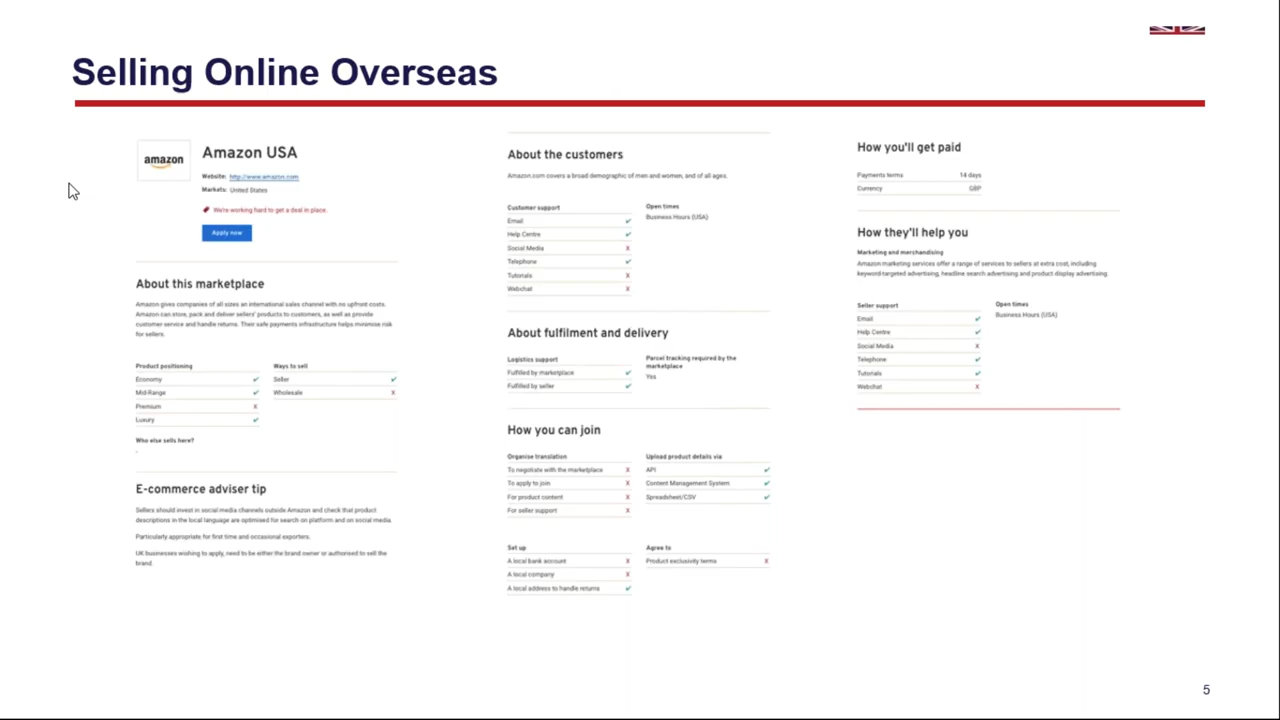 Selling Online Overseas
amazon
Amazon USA
Website: http://www.amazon.com
Markets: United States
We're working hard to get a deal in place.
Apply now
About this marketplace
Amazon gives companies of all sizes an international sales channel with no upfront costs.
Amazon can store, pack and deliver sellers' products to customers, as well as provide
customer service and handle returns. Their safe payments infrastructure helps minimise risk
for sellers.
Product positioning
Economy ✓
Mid-Range ✓
Premium x
Luxury ✓
Ways to sell
Seller ✓
Wholesale x
Who else sells here?
-
E-commerce adviser tip
Sellers should invest in social media channels outside Amazon and check that product
descriptions in the local language are optimised for search on platform and on social media.
Particularly appropriate for first time and occasional exporters.
UK businesses wishing to apply, need to be either the brand owner or authorised to sell the
brand.
About the customers
Amazon.com covers a broad demographic of men and women, and of all ages.
Customer support
Email ✓
Help Centre ✓
Social Media x
Telephone ✓
Tutorials x
Webchat x
Open times
Business Hours (USA)
About fulfilment and delivery
Logistics support
Fulfilled by marketplace ✓
Fulfilled by seller ✓
Parcel tracking required by the
marketplace
Yes
How you can join
Organise translation
To negotiate with the marketplace x
To apply to join x
For product content x
For seller support x
Upload product details via
API ✓
Content Management System ✓
Spreadsheet/CSV ✓
Set up
A local bank account x
A local company x
A local address to handle returns ✓
Agree to
Product exclusivity terms x
How you'll get paid
Payments terms 14 days
Currency GBP
How they'll help you
Marketing and merchandising
Amazon marketing services offer a range of services to sellers at extra cost, including
keyword targeted advertising, headline search advertising and product display advertising.
Seller support
Email ✓
Help Centre ✓
Social Media x
Telephone ✓
Tutorials ✓
Webchat x
Open times
Business Hours (USA)
5